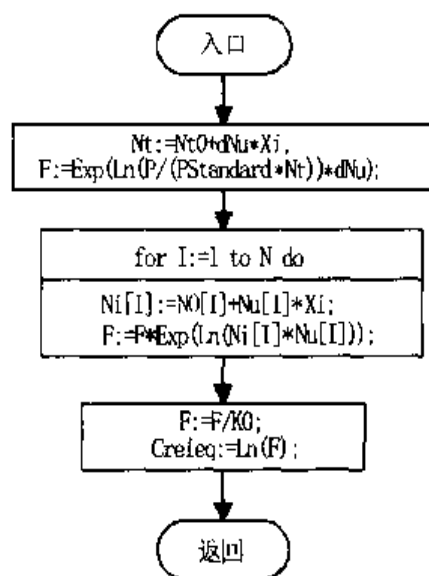 入口
Nt:=Nt0+dNu*Xi,
F:=Exp(Ln(P/(PStandard*Nt))*dNu);
for I:=1 to N do
Ni[I]:=N0[I]+Nu[I]*Xi;
F:=F*Exp(Ln(Ni[I]*Nu[I]));
F:=F/K0;
Creieq:=Ln(F);
返回